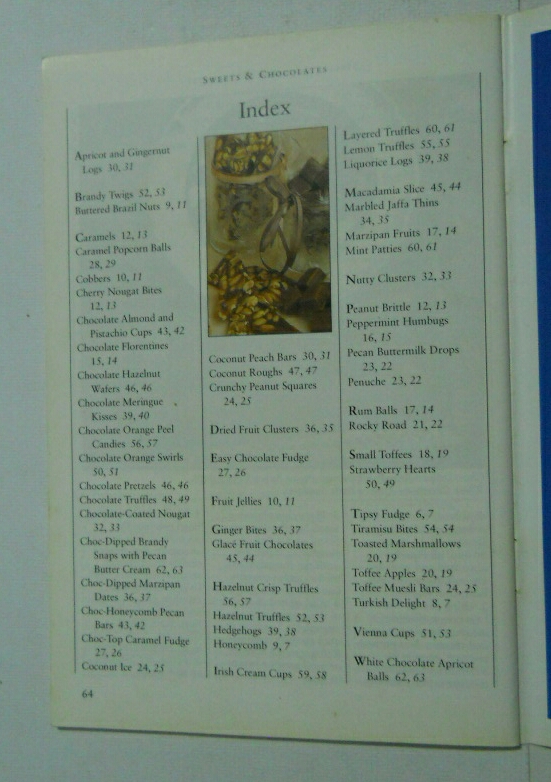 SWEETS & CHOCOLATES
Index
Apricot and Gingernut
Logs 30, 31
Brandy Twigs 52, 53
Buttered Brazil Nuts 9, 11
Caramels 12, 13
Caramel Popcorn Balls
28, 29
Cobbers 10, 11
Cherry Nougat Bites
12, 13
Chocolate Almond and
Pistachio Cups 43, 42
Chocolate Florentines
15, 14
Chocolate Hazelnut
Wafers 46, 46
Chocolate Meringue
Kisses 39, 40
Chocolate Orange Peel
Candies 56, 57
Chocolate Orange Swirls
50, 51
Chocolate Pretzels 46, 46
Chocolate Truffles 48, 49
Chocolate-Coated Nougat
32, 33
Choc-Dipped Brandy
Snaps with Pecan
Butter Cream 62, 63
Choc-Dipped Marzipan
Dates 36, 37
Choc-Honeycomb Pecan
Bars 43, 42
Choc-Top Caramel Fudge
27, 26
Coconut Ice 24, 25
Coconut Peach Bars 30, 31
Coconut Roughs 47, 47
Crunchy Peanut Squares
24, 25
Dried Fruit Clusters 36, 35
Easy Chocolate Fudge
27, 26
Fruit Jellies 10, 11
Ginger Bites 36, 37
Glacé Fruit Chocolates
45, 44
Hazelnut Crisp Truffles
56, 57
Hazelnut Truffles 52, 53
Hedgehogs 39, 38
Honeycomb 9, 7
Irish Cream Cups 59, 58
Layered Truffles 60, 61
Lemon Truffles 55, 55
Liquorice Logs 39, 38
Macadamia Slice 45, 44
Marbled Jaffa Thins
34, 35
Marzipan Fruits 17, 14
Mint Patties 60, 61
Nutty Clusters 32, 33
Peanut Brittle 12, 13
Peppermint Humbugs
16, 15
Pecan Buttermilk Drops
23, 22
Penuche 23, 22
Rum Balls 17, 14
Rocky Road 21, 22
Small Toffees 18, 19
Strawberry Hearts
50, 49
Tipsy Fudge 6, 7
Tiramisu Bites 54, 54
Toasted Marshmallows
20, 19
Toffee Apples 20, 19
Toffee Muesli Bars 24, 25
Turkish Delight 8, 7
Vienna Cups 51, 53
White Chocolate Apricot
Balls 62, 63
64